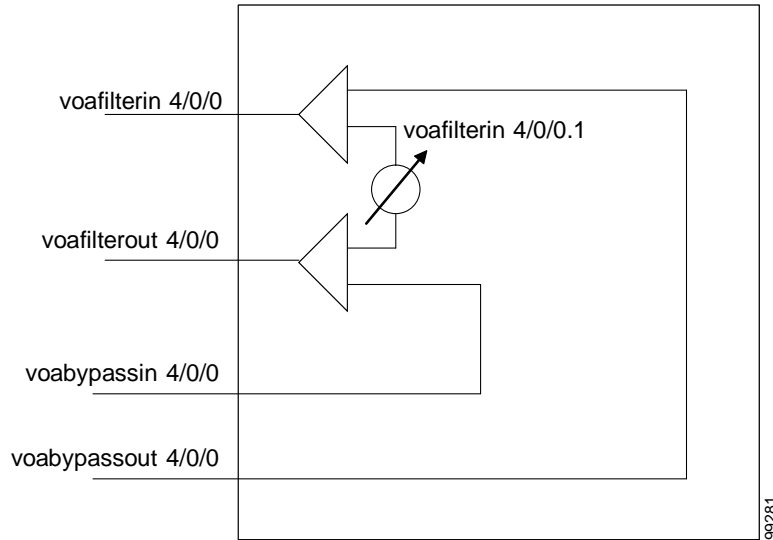 voafilterin 4/0/0
voafilterin 4/0/0.1
voafilterout 4/0/0
voabypassin 4/0/0
voabypassout 4/0/0
99281